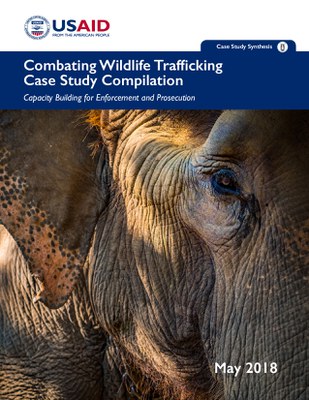 USAID
FROM THE AMERICAN PEOPLE
Case Study Synthesis
Combating Wildlife Trafficking
Case Study Compilation
Capacity Building for Enforcement and Prosecution
May 2018